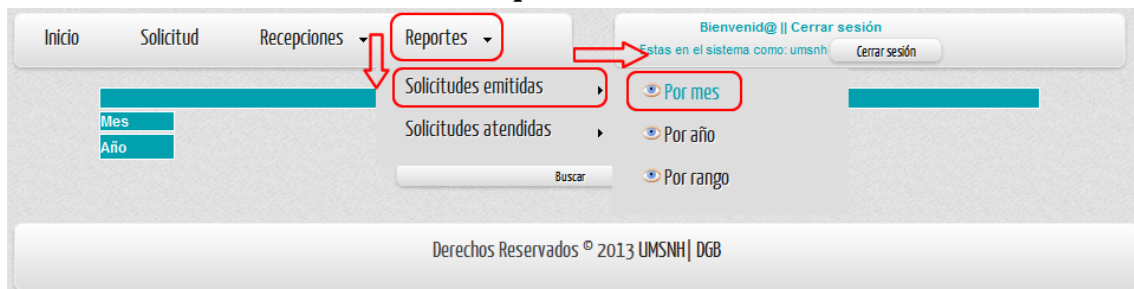 Inicio Solicitud Recepciones Reportes
Bienvenid@ || Cerrar sesión
Estas en el sistema como: umsnh Cerrar sesión
Solicitudes emitidas
Solicitudes atendidas
Por mes
Por año
Por rango
Mes
Año
Buscar
Derechos Reservados © 2013 UMSNH| DGB